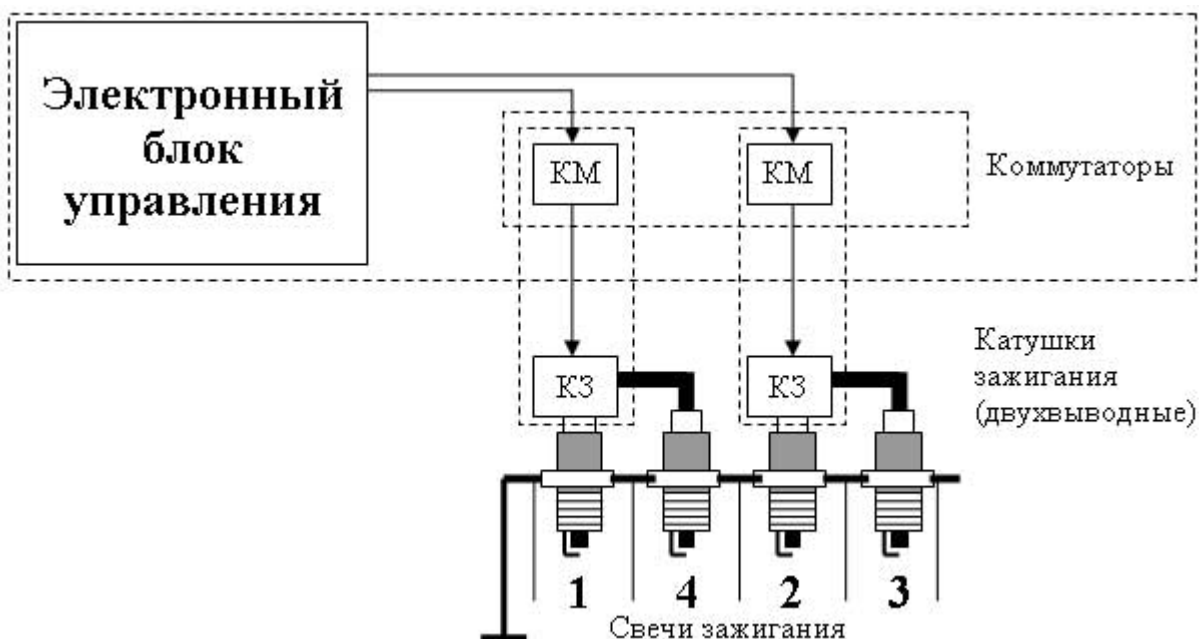 Электронный
блок
управления
КМ
КМ
Коммутаторы
КЗ
КЗ
Катушки
зажигания
(двухвыводные)
1
4
2
3
Свечи зажигания